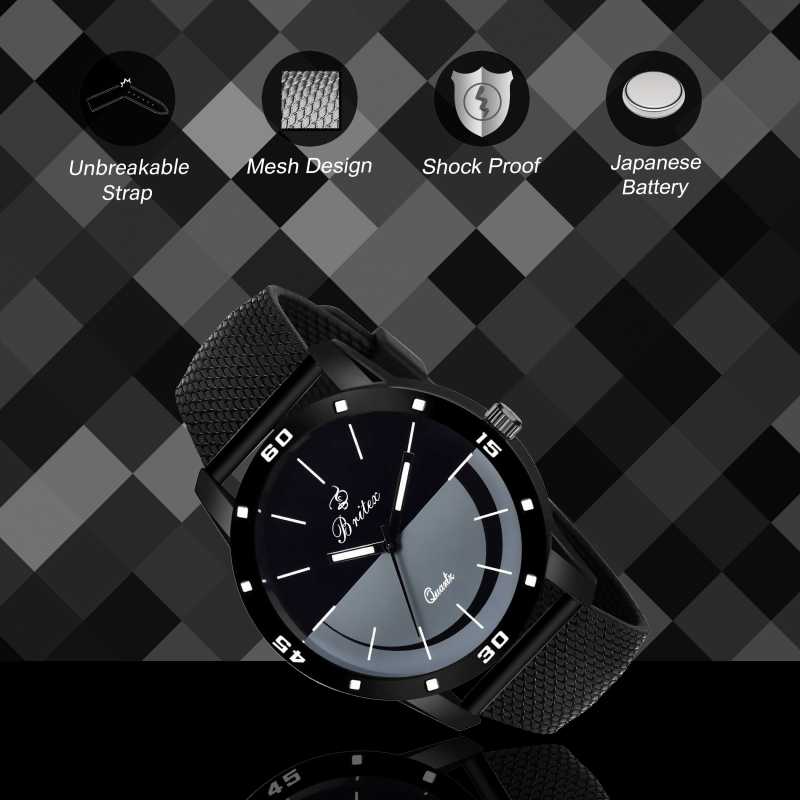 Unbreakable
Strap
Mesh Design
Shock Proof
Japanese
Battery
60
15
Britex
Quartz
45
30
45